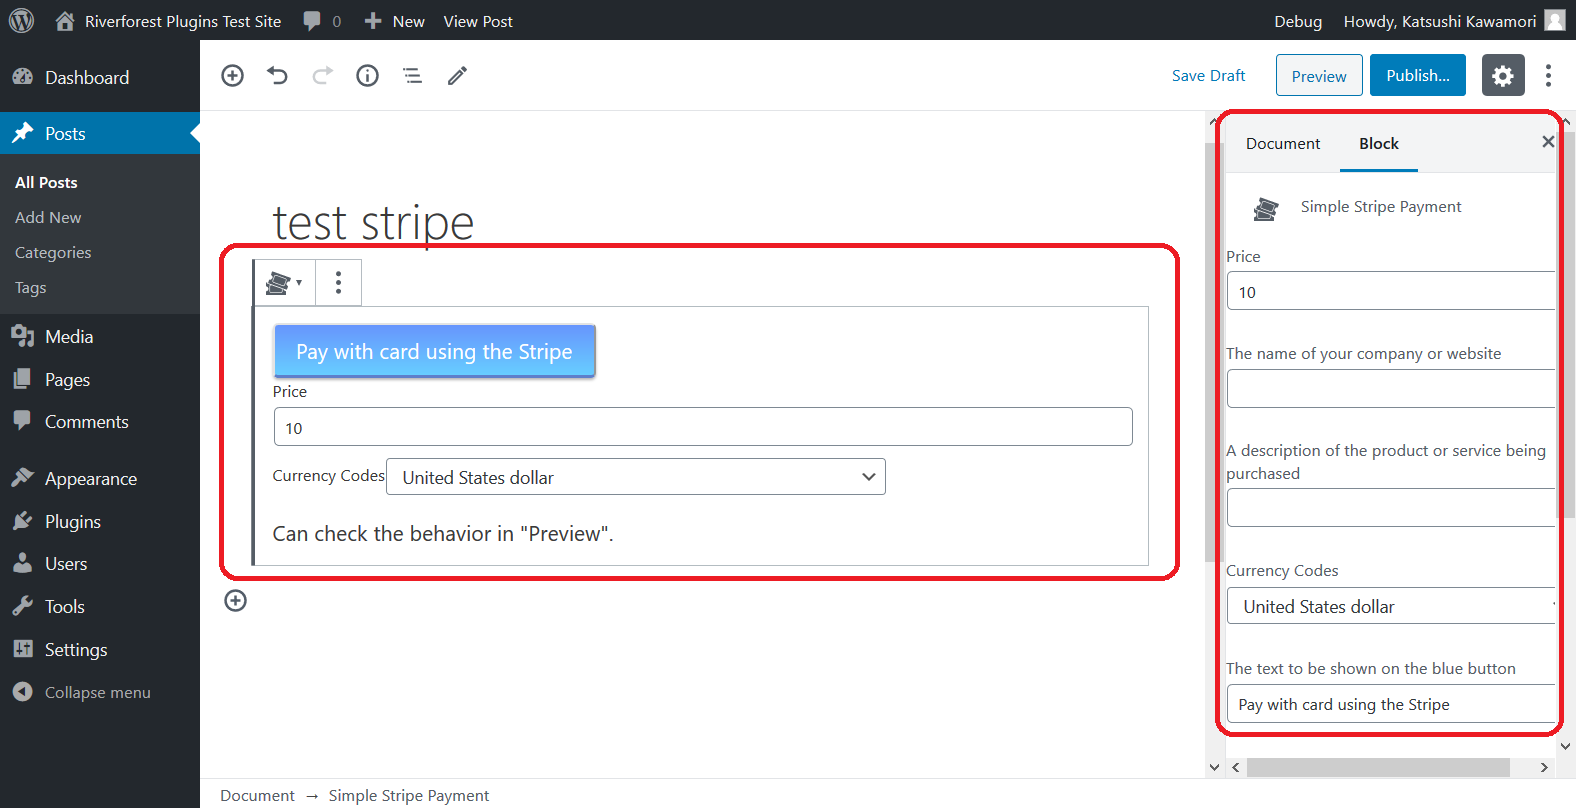 Riverforest Plugins Test Site 0 New View Post Debug Howdy, Katsushi Kawamori
Dashboard
Posts
All Posts
Add New
Categories
Tags
Media
Pages
Comments
Appearance
Plugins
Users
Tools
Settings
Collapse menu
Save Draft Preview Publish...
test stripe
Pay with card using the Stripe
Price
10
Currency Codes United States dollar
Can check the behavior in "Preview".
Document Block
Simple Stripe Payment
Price
10
The name of your company or website
A description of the product or service being
purchased
Currency Codes
United States dollar
The text to be shown on the blue button
Pay with card using the Stripe
Document → Simple Stripe Payment